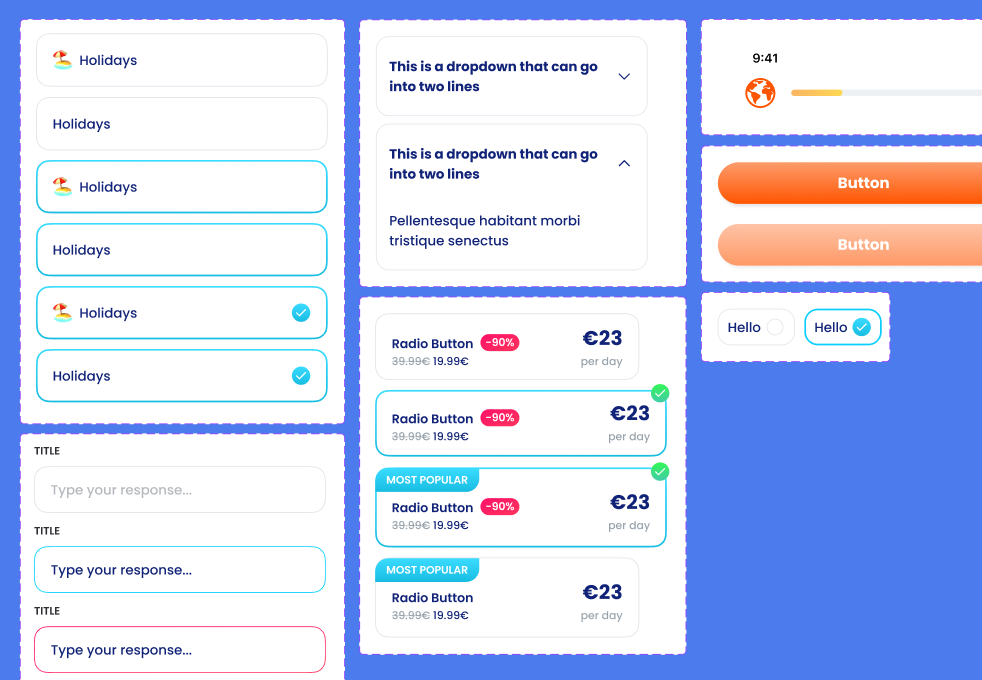 Holidays
Holidays
Holidays
Holidays
Holidays
Holidays
TITLE
Type your response...
TITLE
Type your response...
TITLE
Type your response...
This is a dropdown that can go
into two lines
This is a dropdown that can go
into two lines
Pellentesque habitant morbi
tristique senectus
Radio Button -90% €23
39.99€ 19.99€ per day
Radio Button -90% €23
39.99€ 19.99€ per day
MOST POPULAR
Radio Button -90% €23
39.99€ 19.99€ per day
MOST POPULAR
Radio Button €23
39.99€ 19.99€ per day
9:41
Button
Button
Hello Hello